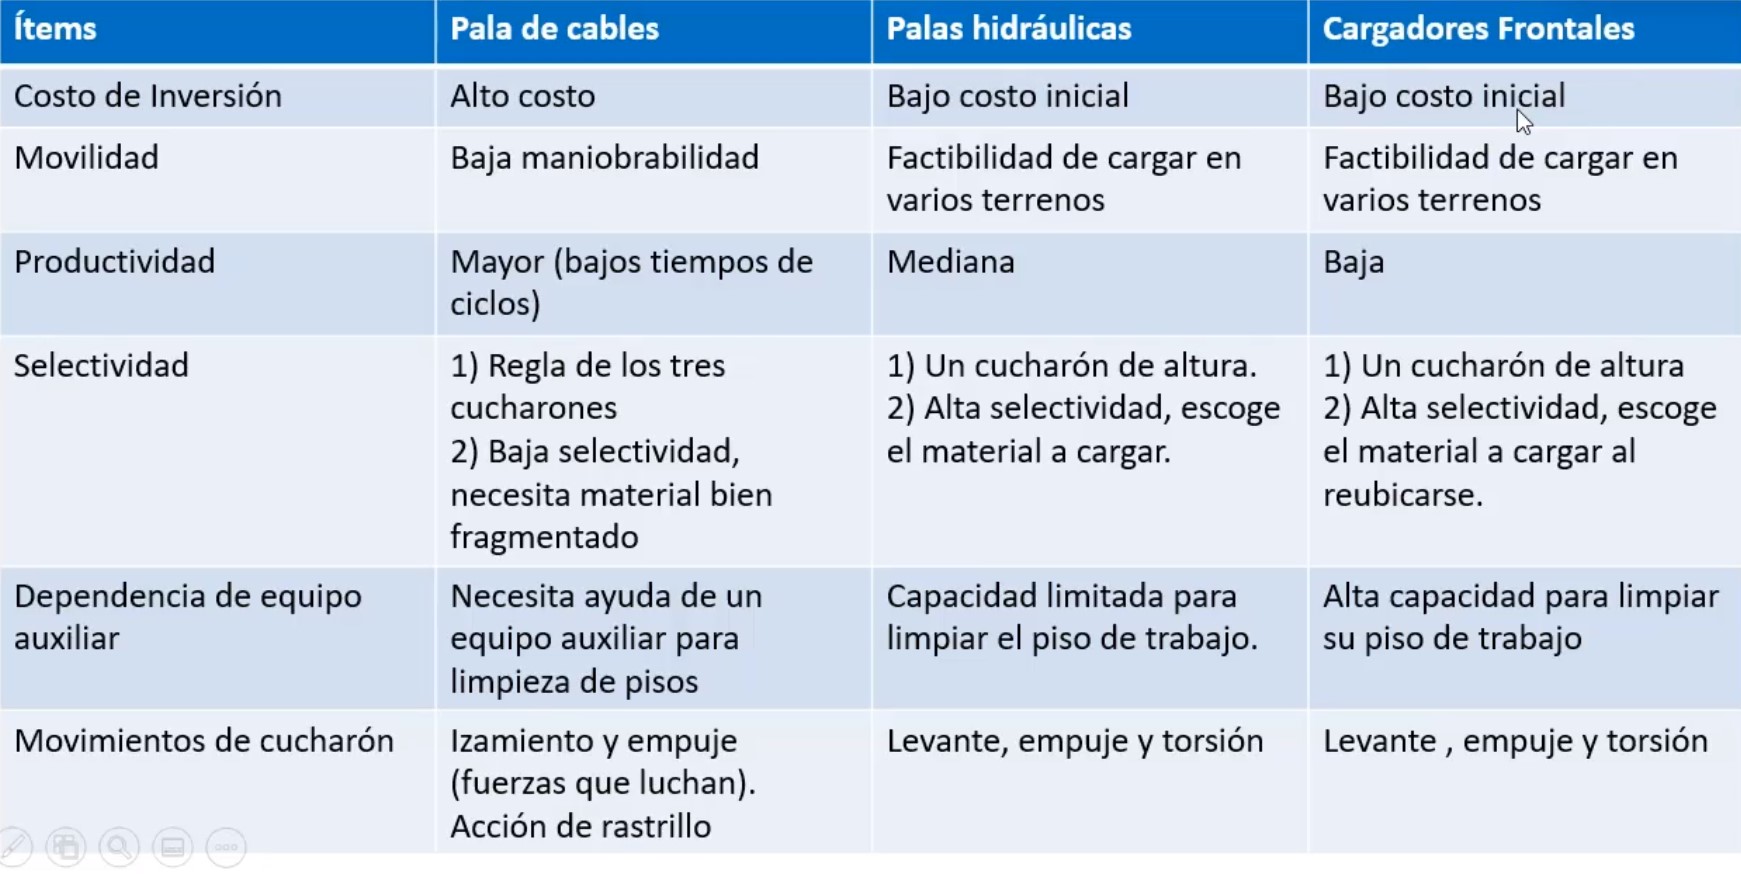 Ítems
Pala de cables
Palas hidráulicas
Cargadores Frontales
Costo de Inversión
Alto costo
Bajo costo inicial
Bajo costo inicial
Movilidad
Baja maniobrabilidad
Factibilidad de cargar en
varios terrenos
Factibilidad de cargar en
varios terrenos
Productividad
Mayor (bajos tiempos de
ciclos)
Mediana
Baja
Selectividad
1) Regla de los tres
cucharones
2) Baja selectividad,
necesita material bien
fragmentado
1) Un cucharón de altura.
2) Alta selectividad, escoge
el material a cargar.
1) Un cucharón de altura
2) Alta selectividad, escoge
el material a cargar al
reubicarse.
Dependencia de equipo
auxiliar
Necesita ayuda de un
equipo auxiliar para
limpieza de pisos
Capacidad limitada para
limpiar el piso de trabajo.
Alta capacidad para limpiar
su piso de trabajo
Movimientos de cucharón
Izamiento y empuje
(fuerzas que luchan).
Acción de rastrillo
Levante, empuje y torsión
Levante , empuje y torsión